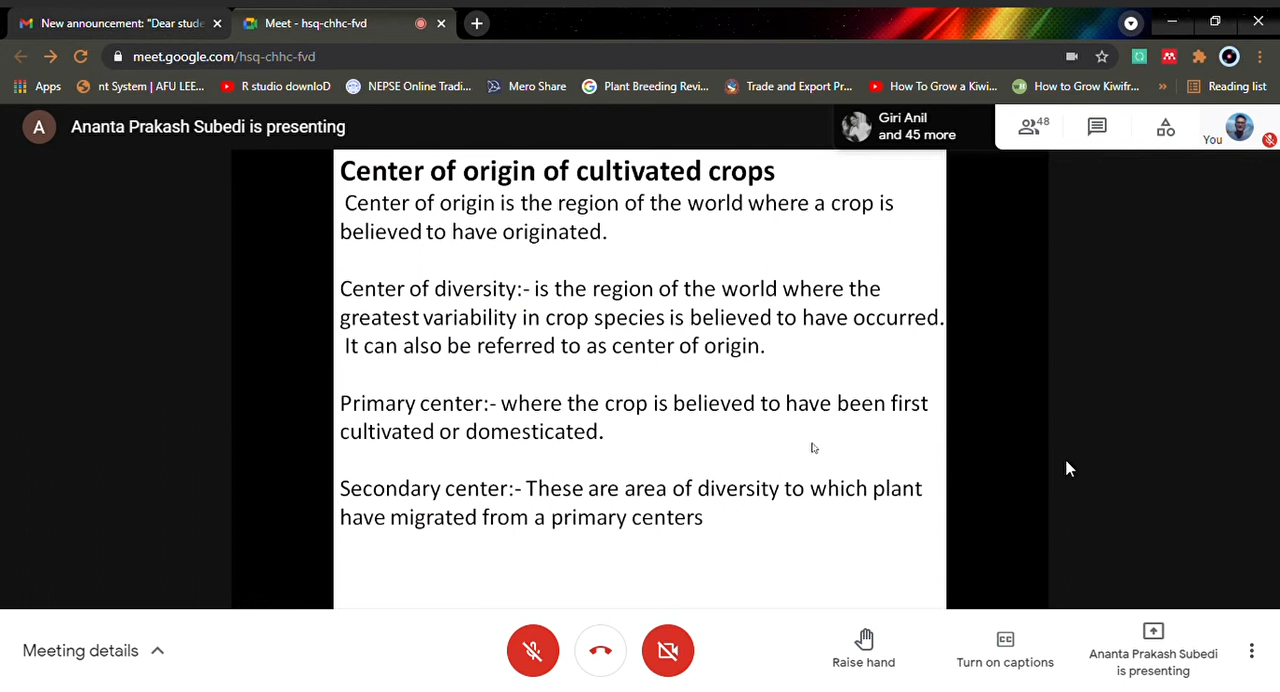 New announcement: "Dear stude
Meet - hsq-chhc-fvd
meet.google.com/hsq-chhc-fvd
Apps
nt System | AFU LEE...
R studio downloD
NEPSE Online Tradi...
Mero Share
Plant Breeding Revi...
Trade and Export Pr...
How To Grow a Kiwi...
How to Grow Kiwifr...
»
Reading list
A
Ananta Prakash Subedi is presenting
Giri Anil
and 45 more
48
You
Center of origin of cultivated crops
Center of origin is the region of the world where a crop is
believed to have originated.
Center of diversity:- is the region of the world where the
greatest variability in crop species is believed to have occurred.
It can also be referred to as center of origin.
Primary center:- where the crop is believed to have been first
cultivated or domesticated.
Secondary center:- These are area of diversity to which plant
have migrated from a primary centers
Meeting details
Raise hand
CC
Turn on captions
Ananta Prakash Subedi
is presenting